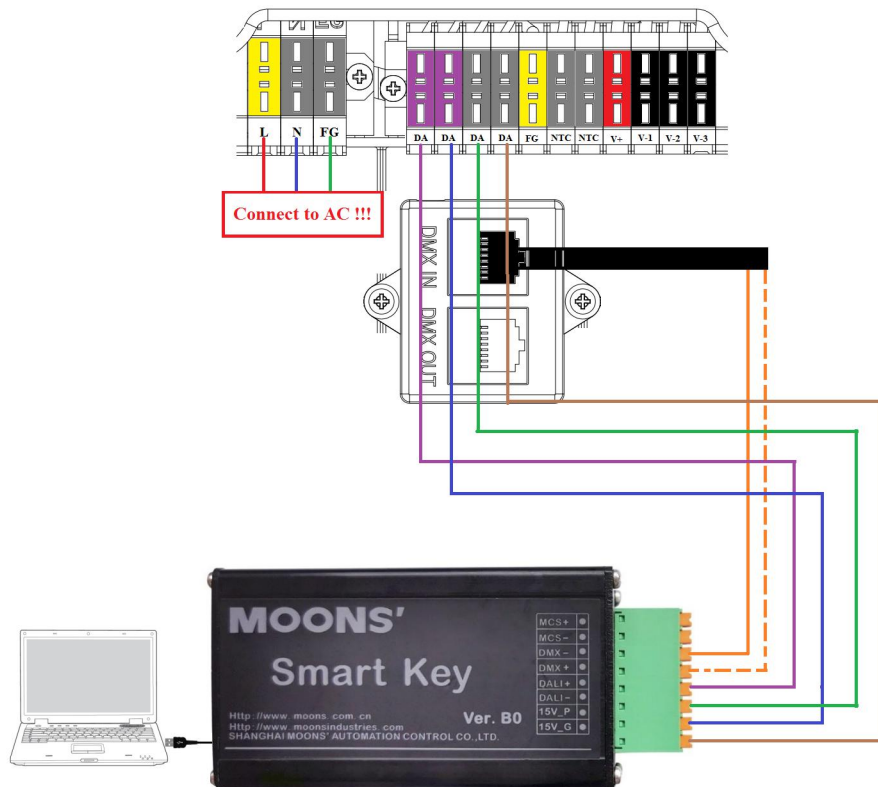 L N FG
DA DA DA DA FG NTC NTC V+ V-1 V-2 V-3
Connect to AC !!!
DMX IN
DMX OUT
MOONS'
Smart Key
Ver. B0
Http://www.moons.com.cn
Http://www.moonsindustries.com
SHANGHAI MOONS' AUTOMATION CONTROL CO.,LTD.
MCS+
MCS-
DMX-
DMX+
DALI+
DALI-
15V_P
15V_G